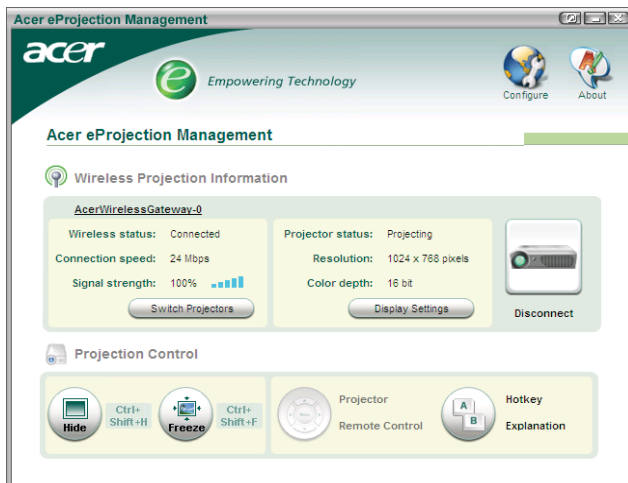 Acer eProjection Management
acer
e Empowering Technology
Configure About
Acer eProjection Management
Wireless Projection Information
AcerWirelessGateway-0
Wireless status: Connected Projector status: Projecting
Connection speed: 24 Mbps Resolution: 1024 x 768 pixels
Signal strength: 100% Color depth: 16 bit
Switch Projectors Display Settings Disconnect
Projection Control
Hide Ctrl+ Shift+H Freeze Ctrl+ Shift+F Projector Remote Control A B Hotkey Explanation